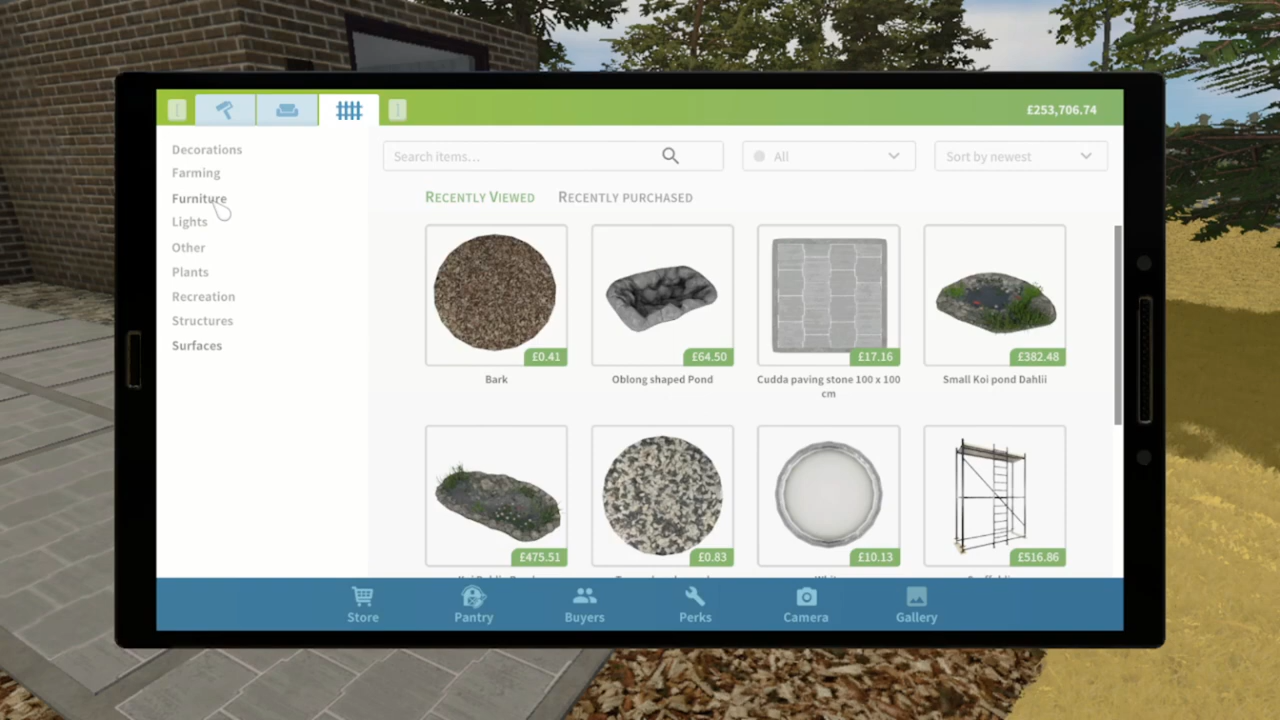 £253,706.74
Decorations
Farming
Furniture
Lights
Other
Plants
Recreation
Structures
Surfaces
Search items...
All
Sort by newest
RECENTLY VIEWED
RECENTLY PURCHASED
£0.41
£64.50
£17.16
£382.48
Bark
Oblong shaped Pond
Cudda paving stone 100 x 100
cm
Small Koi pond Dahlii
£475.51
£0.83
£10.13
£516.86
Store
Pantry
Buyers
Perks
Camera
Gallery